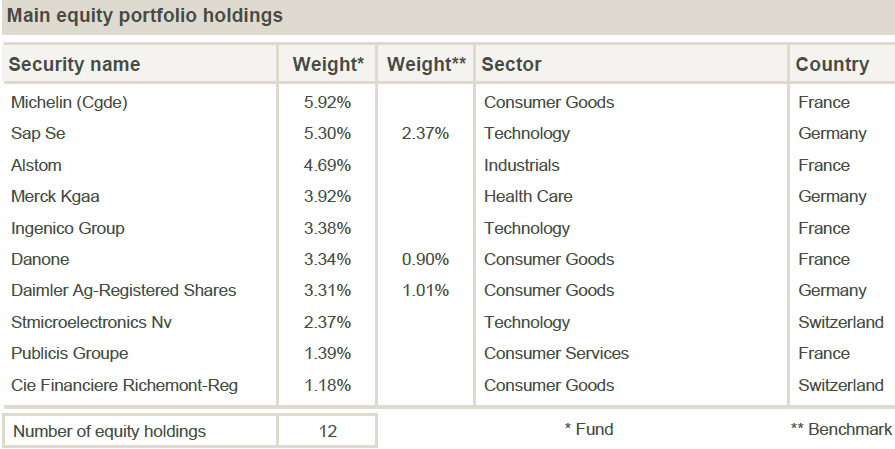 Main equity portfolio holdings
Security name Weight* Weight** Sector Country
Michelin (Cgde) 5.92% Consumer Goods France
Sap Se 5.30% 2.37% Technology Germany
Alstom 4.69% Industrials France
Merck Kgaa 3.92% Health Care Germany
Ingenico Group 3.38% Technology France
Danone 3.34% 0.90% Consumer Goods France
Daimler Ag-Registered Shares 3.31% 1.01% Consumer Goods Germany
Stmicroelectronics Nv 2.37% Technology Switzerland
Publicis Groupe 1.39% Consumer Services France
Cie Financiere Richemont-Reg 1.18% Consumer Goods Switzerland
Number of equity holdings 12 * Fund ** Benchmark